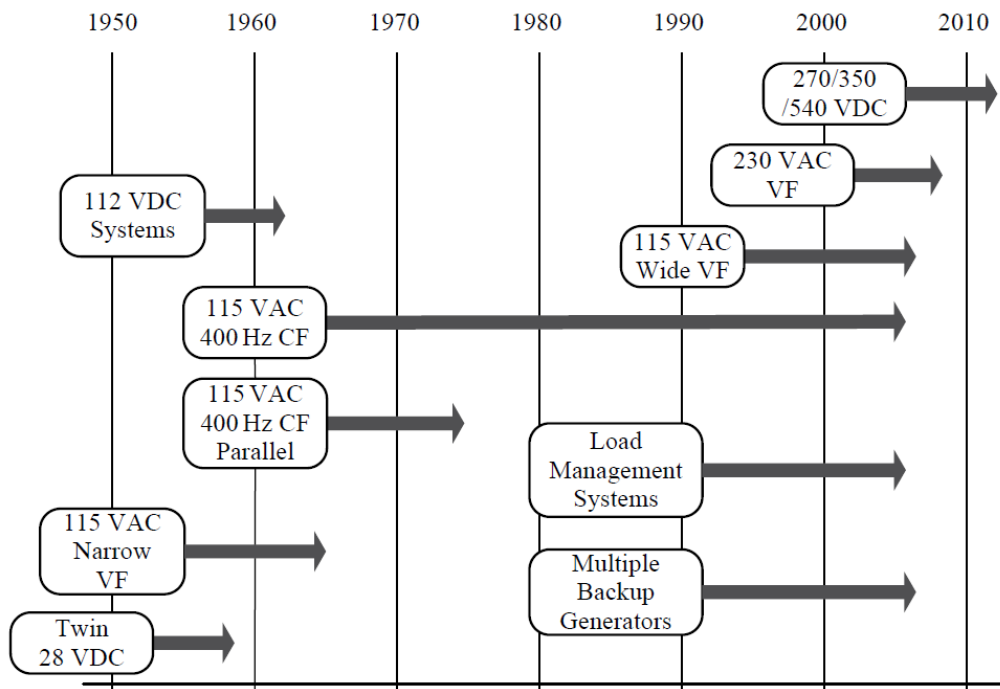 1950 1960 1970 1980 1990 2000 2010
270/350
/540 VDC
230 VAC
VF
112 VDC
Systems
115 VAC
Wide VF
115 VAC
400 Hz CF
115 VAC
400 Hz CF
Parallel
Load
Management
Systems
115 VAC
Narrow
VF
Multiple
Backup
Generators
Twin
28 VDC